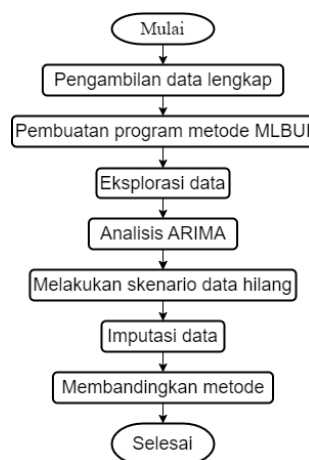 Mulai
Pengambilan data lengkap
Pembuatan program metode MLBUI
Eksplorasi data
Analisis ARIMA
Melakukan skenario data hilang
Imputasi data
Membandingkan metode
Selesai